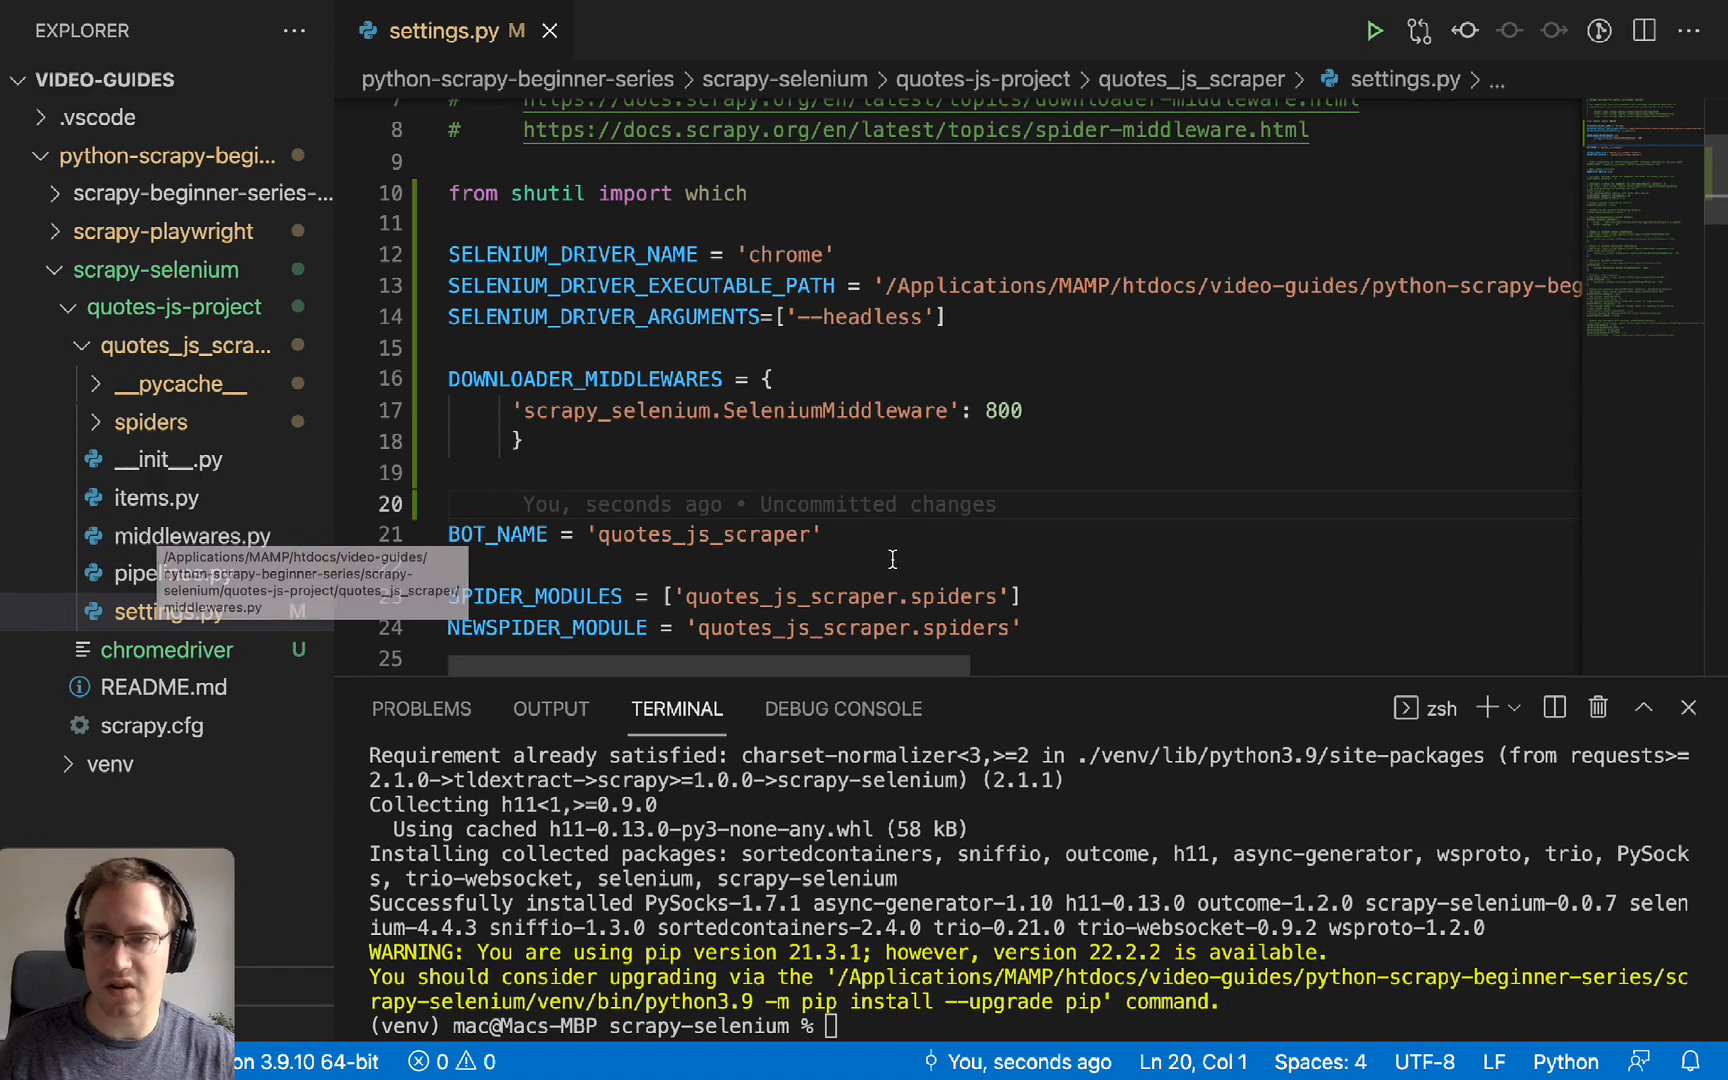 EXPLORER
VIDEO-GUIDES
.vscode
python-scrapy-begi...
scrapy-beginner-series-...
scrapy-playwright
scrapy-selenium
quotes-js-project
quotes_js_scra...
__pycache__
spiders
__init__.py
items.py
middlewares.py
/Applications/MAMP/htdocs/video-guides/
python-scrapy-beginner-series/scrapy-
selenium/quotes-js-project/quotes_js_scraper/
middlewares.py
settings.py M
chromedriver U
README.md
scrapy.cfg
venv
settings.py M
python-scrapy-beginner-series > scrapy-selenium > quotes-js-project > quotes_js_scraper > settings.py > ...
7 # https://docs.scrapy.org/en/latest/topics/downloader-middleware.html
8 # https://docs.scrapy.org/en/latest/topics/spider-middleware.html
9
10 from shutil import which
11
12 SELENIUM_DRIVER_NAME = 'chrome'
13 SELENIUM_DRIVER_EXECUTABLE_PATH = '/Applications/MAMP/htdocs/video-guides/python-scrapy-beg
14 SELENIUM_DRIVER_ARGUMENTS=['--headless']
15
16 DOWNLOADER_MIDDLEWARES = {
17 'scrapy_selenium.SeleniumMiddleware': 800
18 }
19
20 You, seconds ago • Uncommitted changes
21 BOT_NAME = 'quotes_js_scraper'
23 SPIDER_MODULES = ['quotes_js_scraper.spiders']
24 NEWSPIDER_MODULE = 'quotes_js_scraper.spiders'
25
PROBLEMS OUTPUT TERMINAL DEBUG CONSOLE
zsh
Requirement already satisfied: charset-normalizer<3,>=2 in ./venv/lib/python3.9/site-packages (from requests>=
2.1.0->tldextract->scrapy>=1.0.0->scrapy-selenium) (2.1.1)
Collecting h11<1,>=0.9.0
Using cached h11-0.13.0-py3-none-any.whl (58 kB)
Installing collected packages: sortedcontainers, sniffio, outcome, h11, async-generator, wsproto, trio, PySock
s, trio-websocket, selenium, scrapy-selenium
Successfully installed PySocks-1.7.1 async-generator-1.10 h11-0.13.0 outcome-1.2.0 scrapy-selenium-0.0.7 selen
ium-4.4.3 sniffio-1.3.0 sortedcontainers-2.4.0 trio-0.21.0 trio-websocket-0.9.2 wsproto-1.2.0
WARNING: You are using pip version 21.3.1; however, version 22.2.2 is available.
You should consider upgrading via the '/Applications/MAMP/htdocs/video-guides/python-scrapy-beginner-series/sc
rapy-selenium/venv/bin/python3.9 -m pip install --upgrade pip' command.
(venv) mac@Macs-MBP scrapy-selenium %
on 3.9.10 64-bit 0 0 You, seconds ago Ln 20, Col 1 Spaces: 4 UTF-8 LF Python